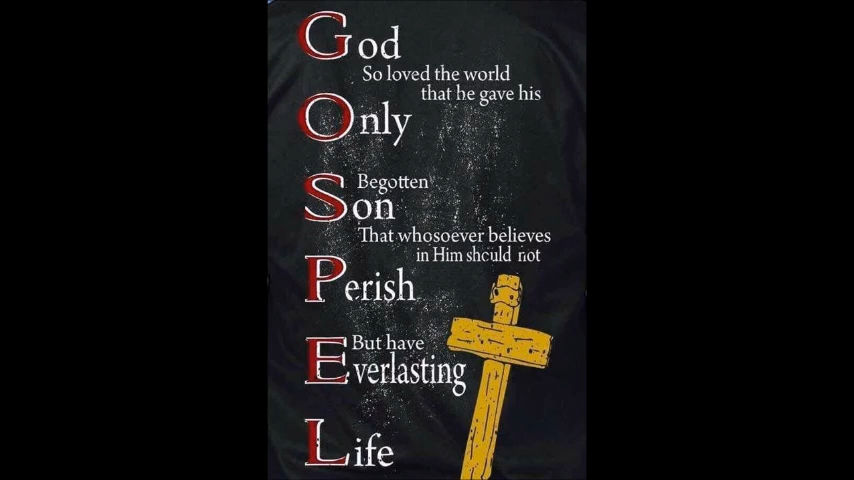 God
So loved the world
that he gave his
Only
Begotten
Son
That whosoever believes
in Him should not
Perish
But have
Everlasting
Life